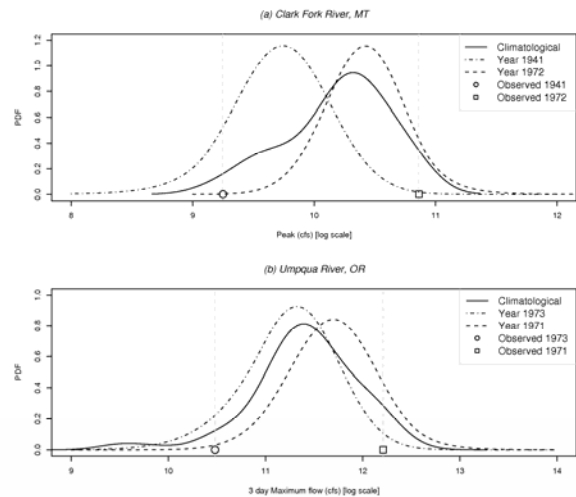 (a) Clark Fork River, MT
PDF
1.2
1.0
0.8
0.6
0.4
0.2
0.0
Climatological
Year 1941
Year 1972
Observed 1941
Observed 1972
8 9 10 11 12
Peak (cfs) [log scale]
(b) Umpqua River, OR
PDF
1.0
0.8
0.6
0.4
0.2
0.0
Climatological
Year 1973
Year 1971
Observed 1973
Observed 1971
9 10 11 12 13 14
3 day Maximum flow (cfs) [log scale]